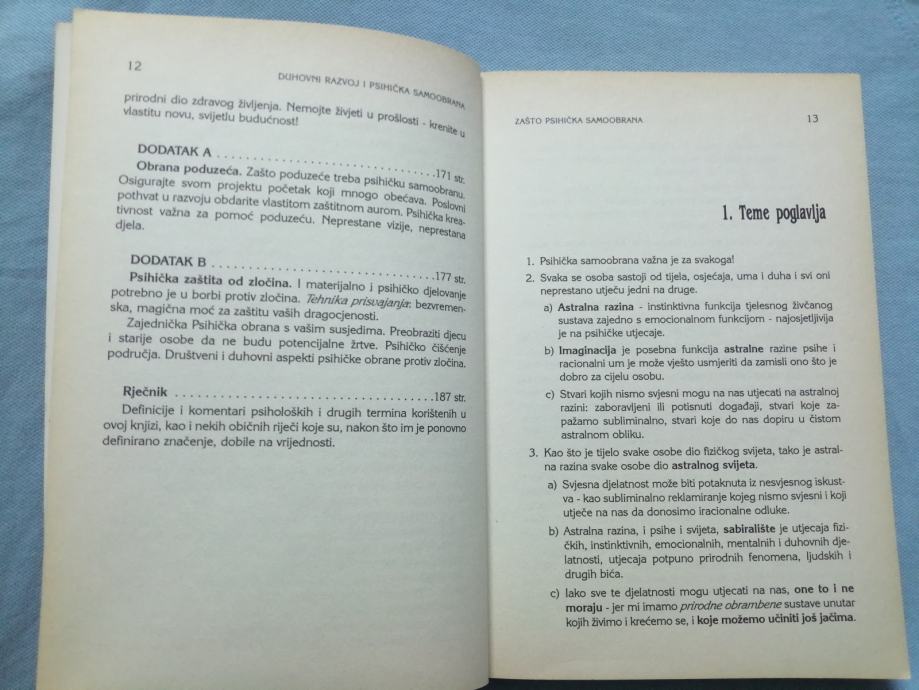 12
DUHOVNI RAZVOJ I PSIHIČKA SAMOOBRANA
prirodni dio zdravog življenja. Nemojte živjeti u prošlosti - krenite u
vlastitu novu, svijetlu budućnost!
DODATAK A . . . . . . . . . . . . . . . . . . . . . . . . . . . . . . . .171 str.
Obrana poduzeća. Zašto poduzeće treba psihičku samoobranu.
Osigurajte svom projektu početak koji mnogo obećava. Poslovni
pothvat u razvoju obdarite vlastitom zaštitnom aurom. Psihička krea-
tivnost važna za pomoć poduzeću. Neprestane vizije, neprestana
djela.
DODATAK B . . . . . . . . . . . . . . . . . . . . . . . . . . . . . . . .177 str.
Psihička zaštita od zločina. I materijalno i psihičko djelovanje
potrebno je u borbi protiv zločina. Tehnika prisvajanja: bezvremen-
ska, magična moć za zaštitu vaših dragocjenosti.
Zajednička Psihička obrana s vašim susjedima. Preobraziti djecu
i starije osobe da ne budu potencijalne žrtve. Psihičko čišćenje
područja. Društveni i duhovni aspekti psihičke obrane protiv zločina.
Rječnik . . . . . . . . . . . . . . . . . . . . . . . . . . . . . . . . . . .187 str.
Definicije i komentari psiholoških i drugih termina korištenih u
ovoj knjizi, kao i nekih običnih riječi koje su, nakon što im je ponovno
definirano značenje, dobile na vrijednosti.
ZAŠTO PSIHIČKA SAMOOBRANA
13
1. Teme poglavlja
1. Psihička samoobrana važna je za svakoga!
2. Svaka se osoba sastoji od tijela, osjećaja, uma i duha i svi oni
neprestano utječu jedni na druge.
a) Astralna razina - instinktivna funkcija tjelesnog živčanog
sustava zajedno s emocionalnom funkcijom - najosjetljivija
je na psihičke utjecaje.
b) Imaginacija je posebna funkcija astralne razine psihe i
racionalni um je može vješto usmjeriti da zamisli ono što je
dobro za cijelu osobu.
c) Stvari kojih nismo svjesni mogu na nas utjecati na astralnoj
razini: zaboravljeni ili potisnuti događaji, stvari koje za-
pažamo subliminalno, stvari koje do nas dopiru u čistom
astralnom obliku.
3. Kao što je tijelo svake osobe dio fizičkog svijeta, tako je astral-
na razina svake osobe dio astralnog svijeta.
a) Svjesna djelatnost može biti potaknuta iz nesvjesnog iskust-
va - kao subliminalno reklamiranje kojeg nismo svjesni i koji
utječe na nas da donosimo iracionalne odluke.
b) Astralna razina, i psihe i svijeta, sabiralište je utjecaja fizi-
čkih, instinktivnih, emocionalnih, mentalnih i duhovnih dje-
latnosti, utjecaja potpuno prirodnih fenomena, ljudskih i
drugih bića.
c) Iako sve te djelatnosti mogu utjecati na nas, one to i ne
moraju - jer mi imamo prirodne obrambene sustave unutar
kojih živimo i krećemo se, i koje možemo učiniti još jačima.